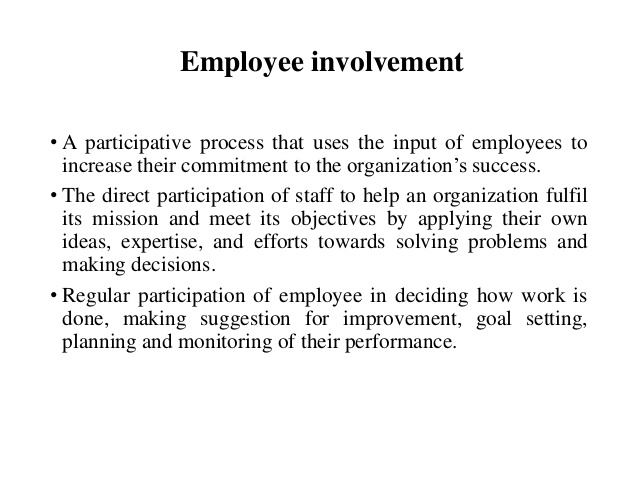 Employee involvement
• A participative process that uses the input of employees to
increase their commitment to the organization’s success.
• The direct participation of staff to help an organization fulfil
its mission and meet its objectives by applying their own
ideas, expertise, and efforts towards solving problems and
making decisions.
• Regular participation of employee in deciding how work is
done, making suggestion for improvement, goal setting,
planning and monitoring of their performance.